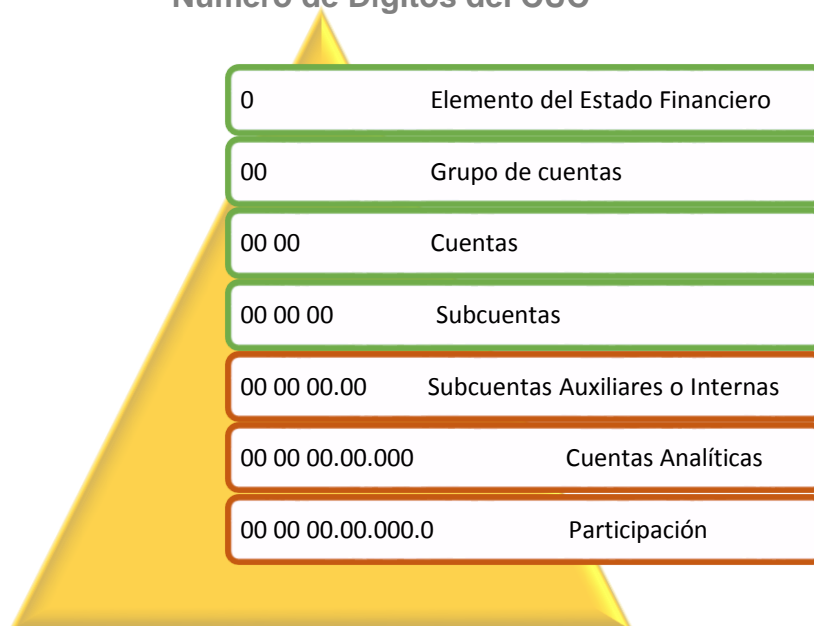 Número de Dígitos del CUC
0 Elemento del Estado Financiero
00 Grupo de cuentas
00 00 Cuentas
00 00 00 Subcuentas
00 00 00.00 Subcuentas Auxiliares o Internas
00 00 00.00.000 Cuentas Analíticas
00 00 00.00.000.0 Participación